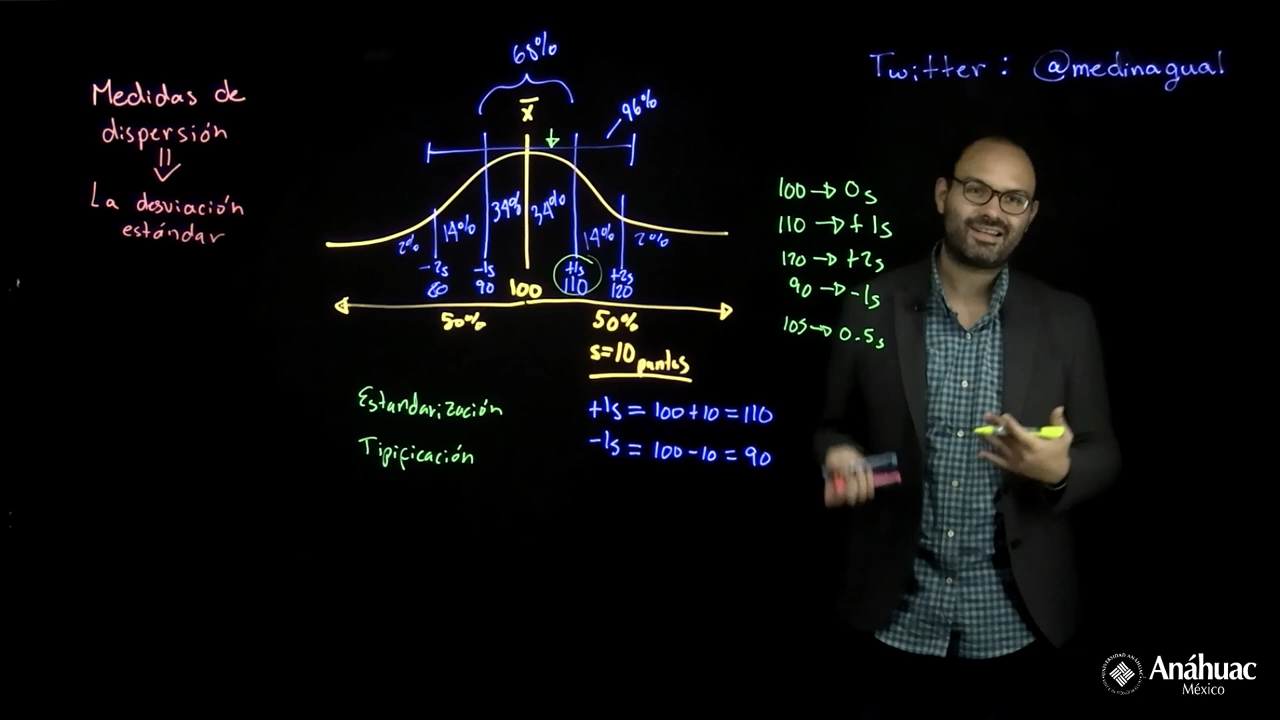 Medidas de
dispersión
La desviación
estándar
68%
x̄
96%
2% 14% 34% 34% 14% 2%
-2s -1s +1s +2s
80 90 100 110 120
50% 50%
s=10 puntos
Estandarización
Tipificación
+1s = 100+10=110
-1s = 100-10=90
Twitter: @medinagual
100→0s
110→+1s
120→+2s
90→-1s
105→0.5s
Anáhuac
México